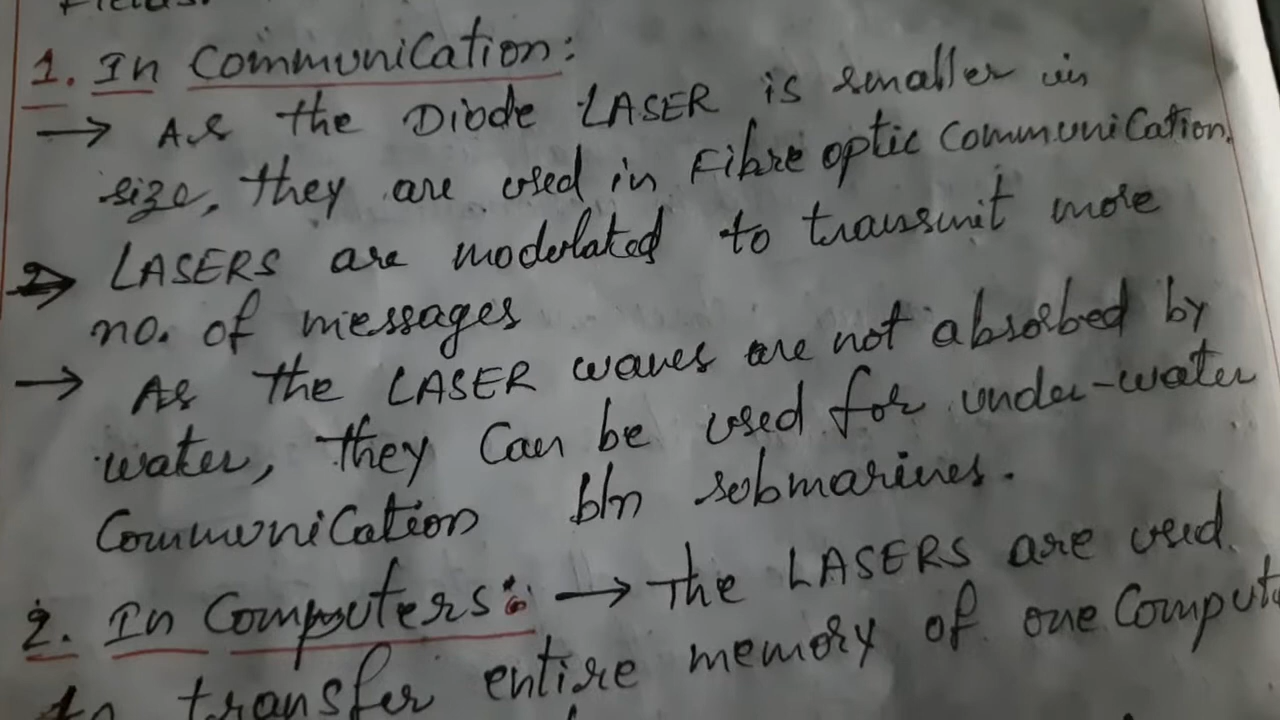 Fields.
1. In Communication:
→ As the Diode LASER is smaller in
size, they are used in Fibre optic Communication.
→ LASERS are modulated to transmit more
no. of messages
→ As the LASER waves are not absorbed by
water, they Can be used for under-water
Communication b/n submarines.
2. In Computers: → The LASERS are used
to transfer entire memory of one Comput